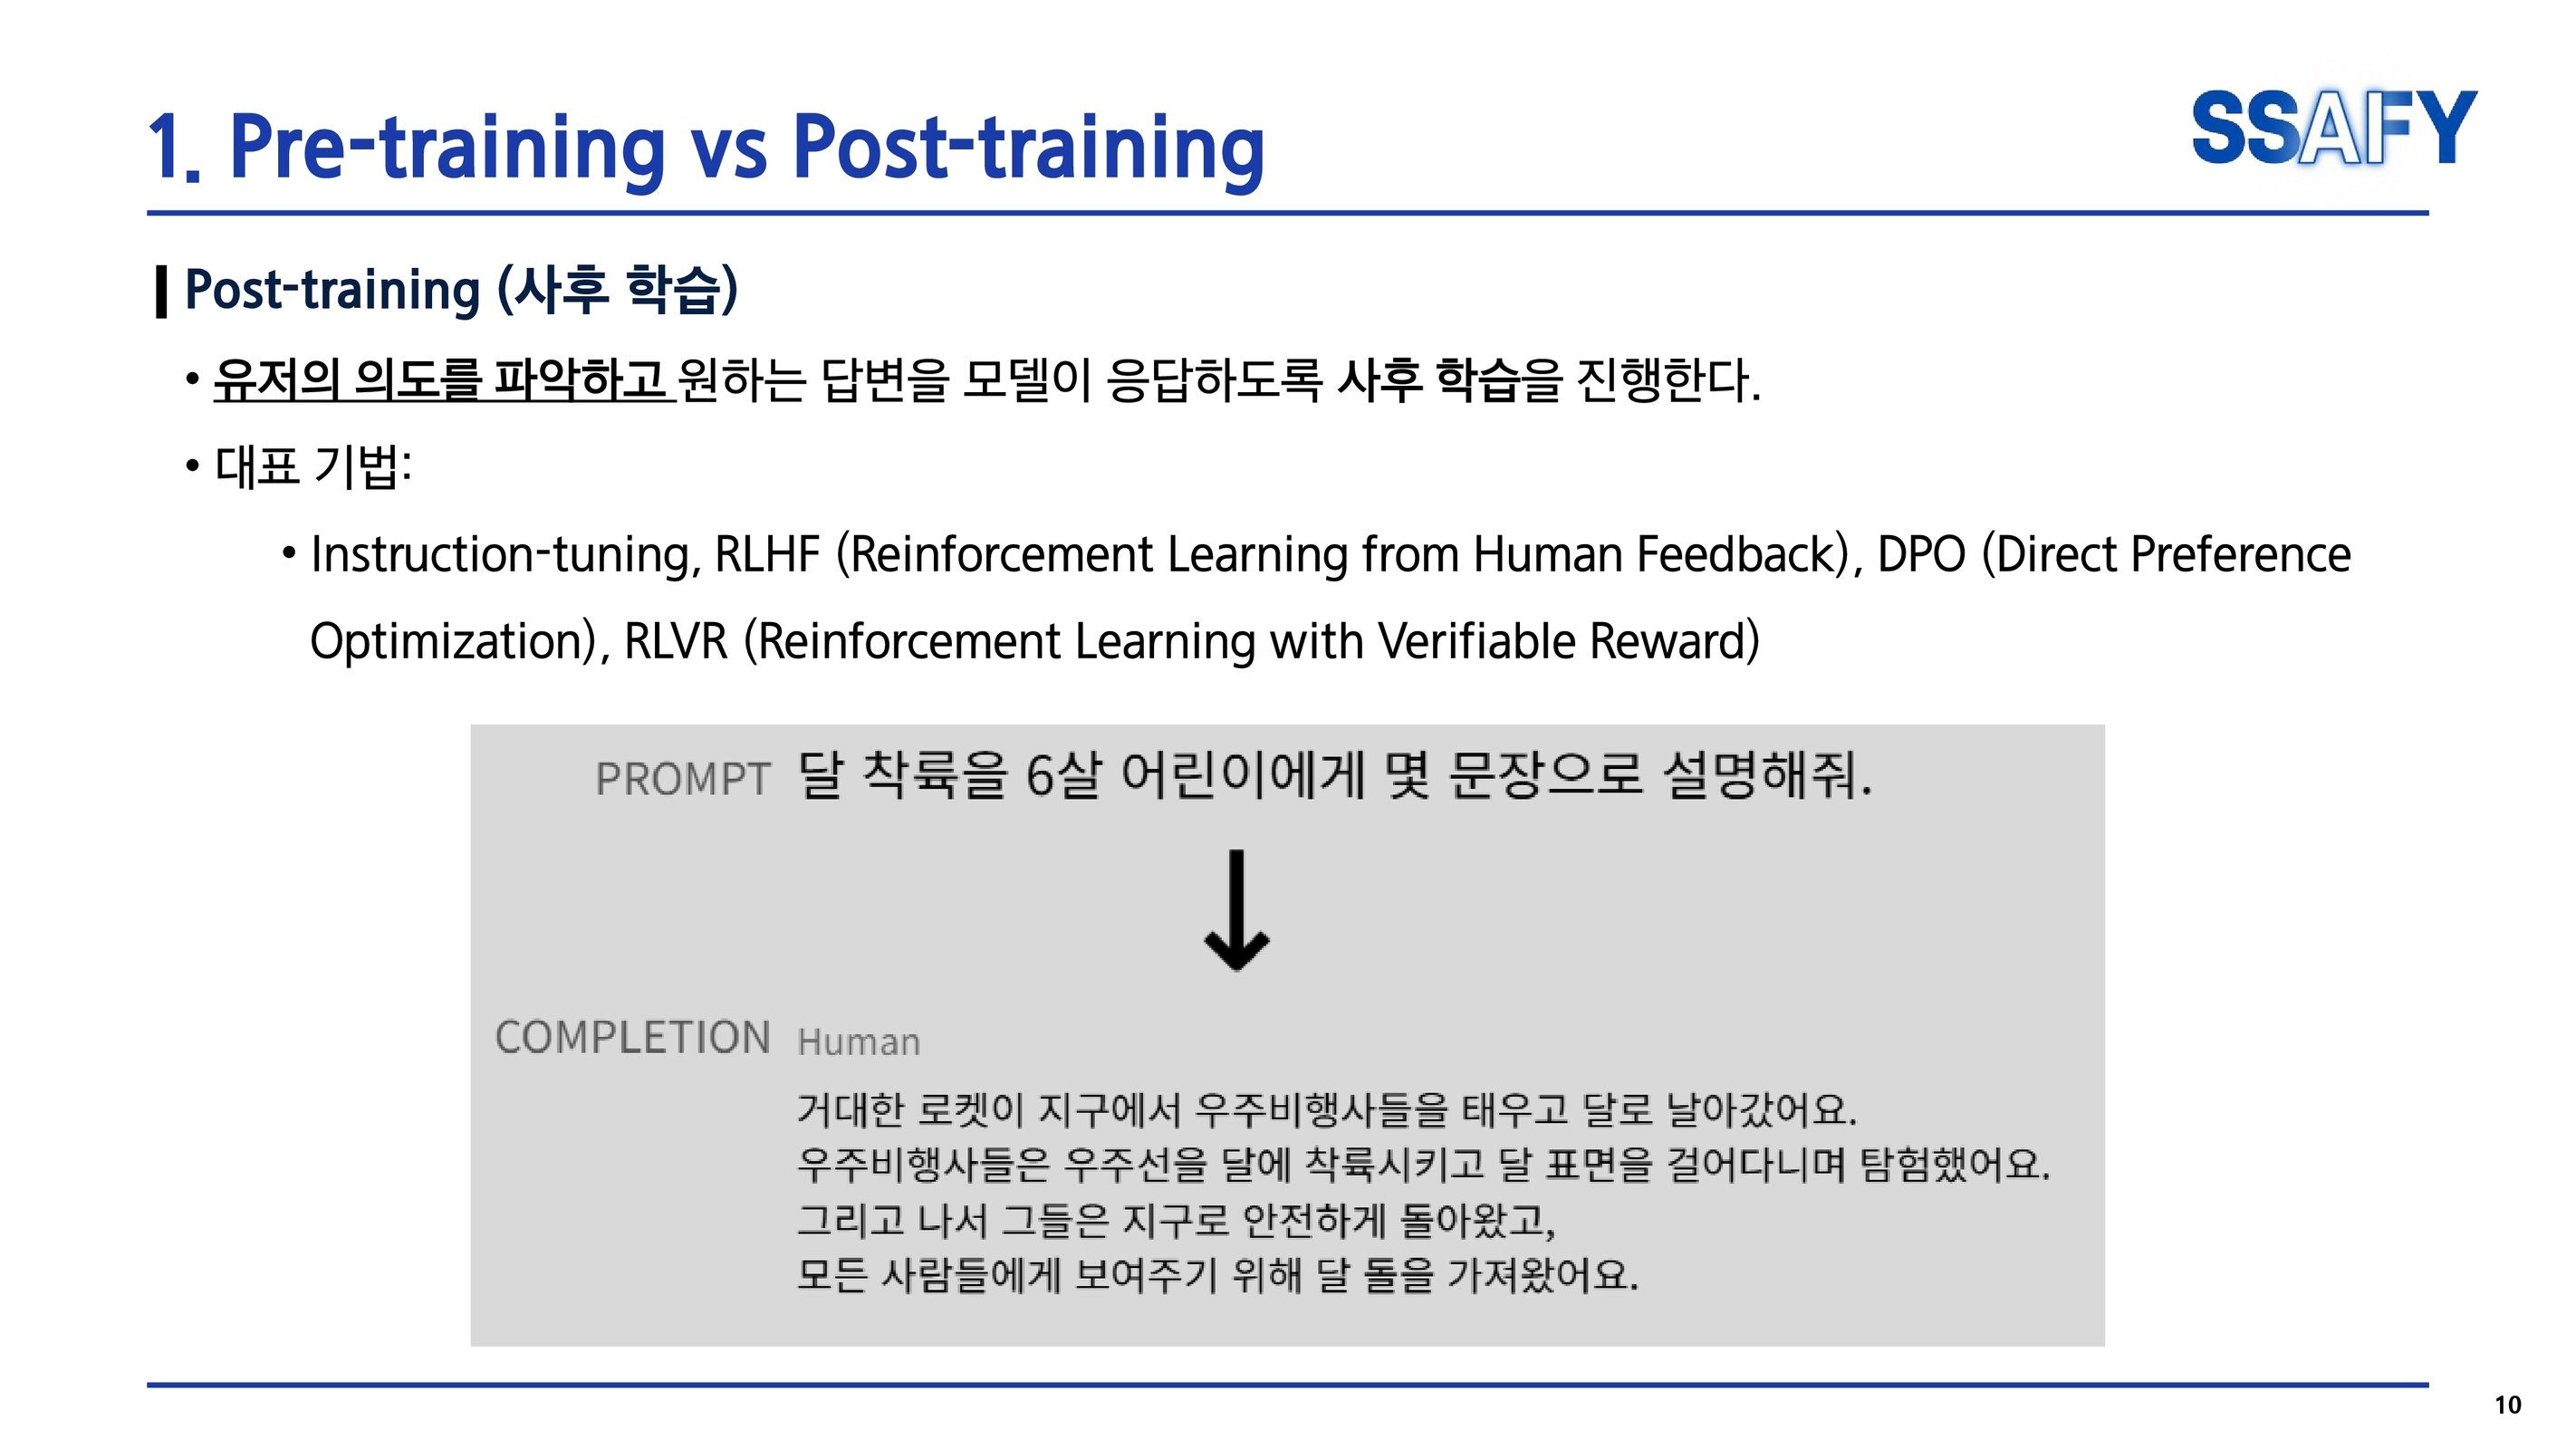 1. Pre-training vs Post-training
SSAFY
Post-training (사후 학습)
• 유저의 의도를 파악하고 원하는 답변을 모델이 응답하도록 사후 학습을 진행한다.
• 대표 기법:
• Instruction-tuning, RLHF (Reinforcement Learning from Human Feedback), DPO (Direct Preference
Optimization), RLVR (Reinforcement Learning with Verifiable Reward)
PROMPT 달 착륙을 6살 어린이에게 몇 문장으로 설명해줘.
COMPLETION Human
거대한 로켓이 지구에서 우주비행사들을 태우고 달로 날아갔어요.
우주비행사들은 우주선을 달에 착륙시키고 달 표면을 걸어다니며 탐험했어요.
그리고 나서 그들은 지구로 안전하게 돌아왔고,
모든 사람들에게 보여주기 위해 달 돌을 가져왔어요.
10